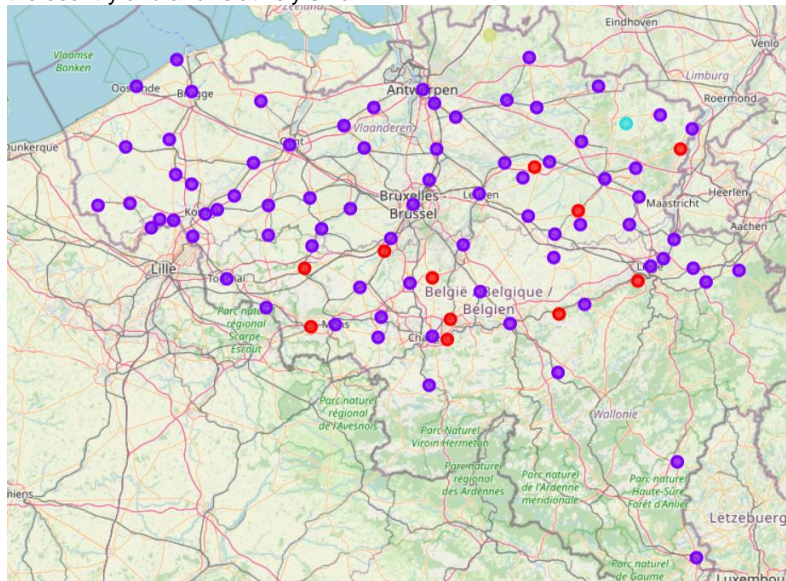 Zeeland
Eindhoven
Vlaamse
Banken
Venlo
Limburg
Oostende
Brugge
Antwerpen
Roermond
Vlaanderen
Dunkerque
Gent
Bruxelles -
Brussel
Leuven
Maastricht
Heerlen
Aachen
Lille
Tournai
België / Belgique /
Belgien
Liège
Parc naturel
régional
Scarpe-
Escaut
Mons
Parc naturel
régional
de l'Avesnois
Wallonie
Parc Naturel
Viroin Hermeton
Parc naturel
régional
des Ardennes
Parc naturel
de l'Ardenne
méridionale
Parc naturel
Haute-Sûre
Forêt d'Anlier
Lëtzebuerg
Parc naturel
de Gaume
Luxembou